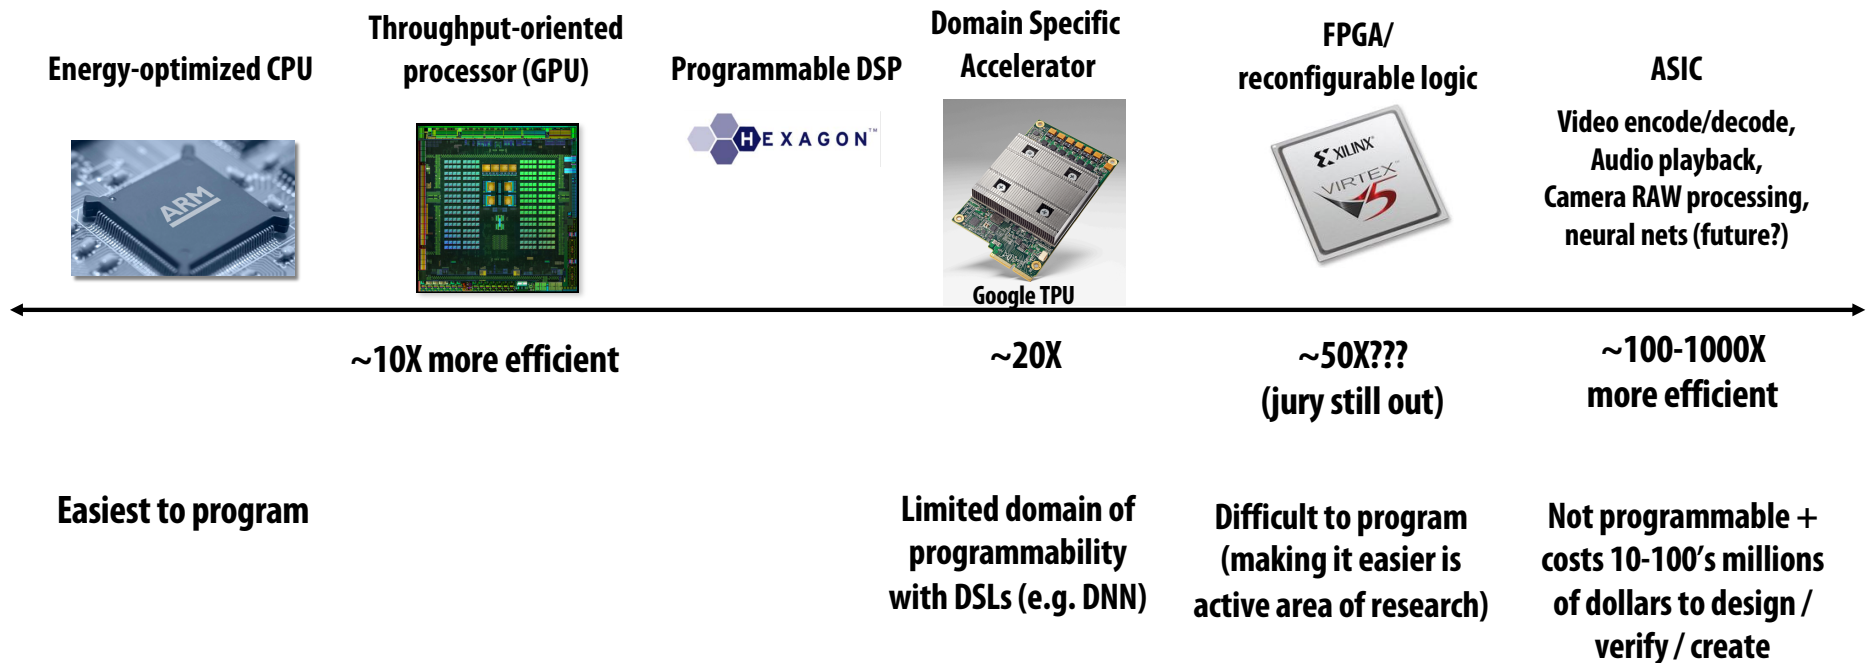 Energy-optimized CPU
Throughput-oriented
processor (GPU)
Programmable DSP
Domain Specific
Accelerator
FPGA/
reconfigurable logic
ASIC
Video encode/decode,
Audio playback,
Camera RAW processing,
neural nets (future?)
ARM
HEXAGON™
Google TPU
XILINX
VIRTEX
5
~10X more efficient
~20X
~50X???
(jury still out)
~100-1000X
more efficient
Easiest to program
Limited domain of
programmability
with DSLs (e.g. DNN)
Difficult to program
(making it easier is
active area of research)
Not programmable +
costs 10-100’s millions
of dollars to design /
verify / create